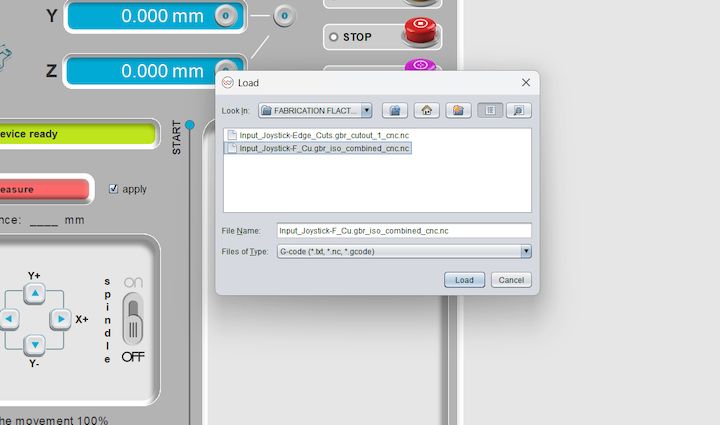 Y 0.000 mm 0 0
STOP
Z 0.000 mm
Load
Look In: FABRICATION FLACT...
Input_Joystick-Edge_Cuts.gbr_cutout_1_cnc.nc
Input_Joystick-F_Cu.gbr_iso_combined_cnc.nc
START
evice ready
easure
apply
nce: ____ mm
File Name: Input_Joystick-F_Cu.gbr_iso_combined_cnc.nc
Files of Type: G-code (*.txt, *.nc, *.gcode)
Load Cancel
Y+
X+
Y-
spindle
on
OFF
he movement 100%